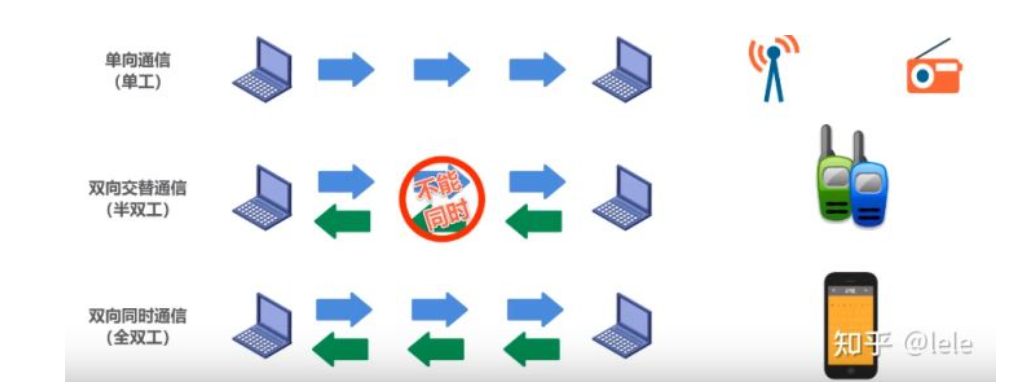 单向通信
（单工）
双向交替通信
（半双工）
不能
同时
双向同时通信
（全双工）
知乎 @lele